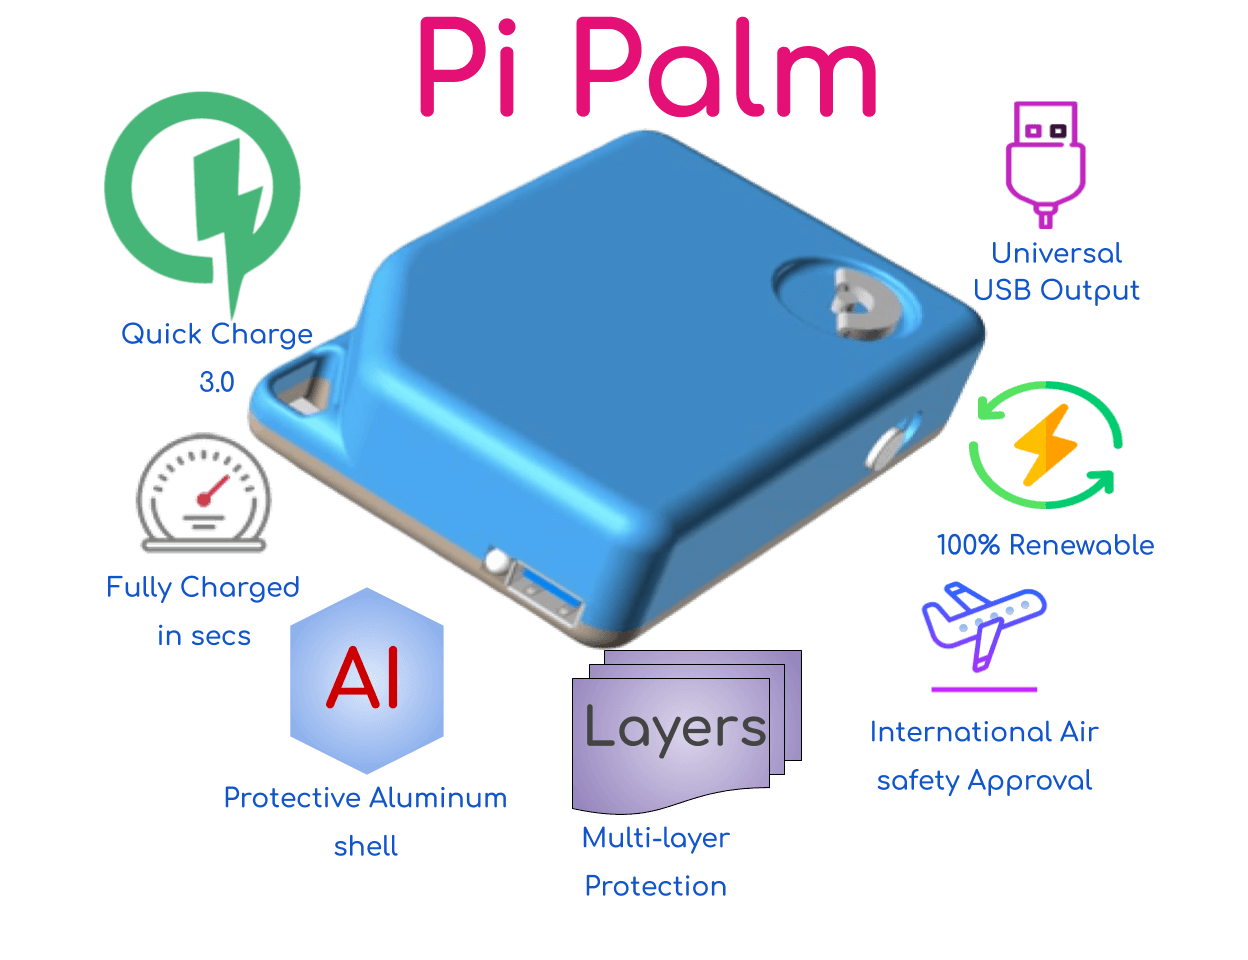 Pi Palm
Quick Charge
3.0
Universal
USB Output
Fully Charged
in secs
100% Renewable
Al
Protective Aluminum
shell
Layers
Multi-layer
Protection
International Air
safety Approval